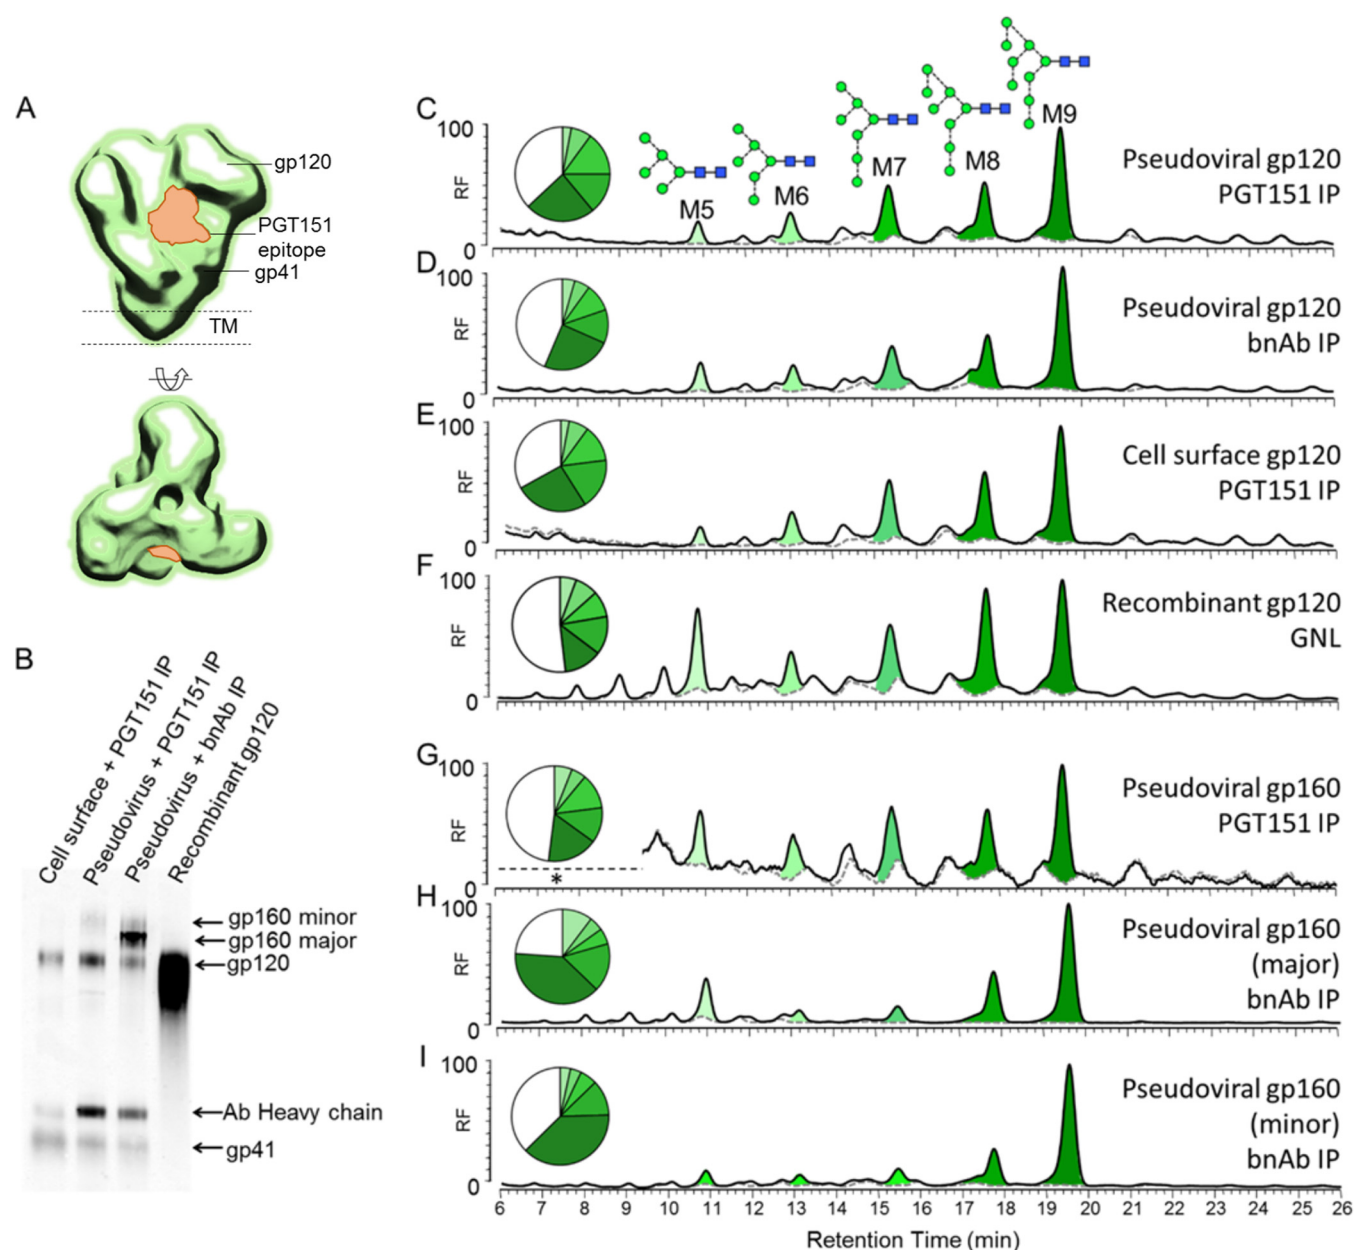 A
gp120
PGT151
epitope
gp41
TM
B
Cell surface + PGT151 IP
Pseudovirus + PGT151 IP
Pseudovirus + bnAb IP
Recombinant gp120
gp160 minor
gp160 major
gp120
Ab Heavy chain
gp41
C
100
RF
0
M5
M6
M7
M8
M9
Pseudoviral gp120
PGT151 IP
D
100
RF
0
Pseudoviral gp120
bnAb IP
E
100
RF
0
Cell surface gp120
PGT151 IP
F
100
RF
0
Recombinant gp120
GNL
G
100
RF
0
*
Pseudoviral gp160
PGT151 IP
H
100
RF
0
Pseudoviral gp160
(major)
bnAb IP
I
100
RF
0
Pseudoviral gp160
(minor)
bnAb IP
6 7 8 9 10 11 12 13 14 15 16 17 18 19 20 21 22 23 24 25 26
Retention Time (min)